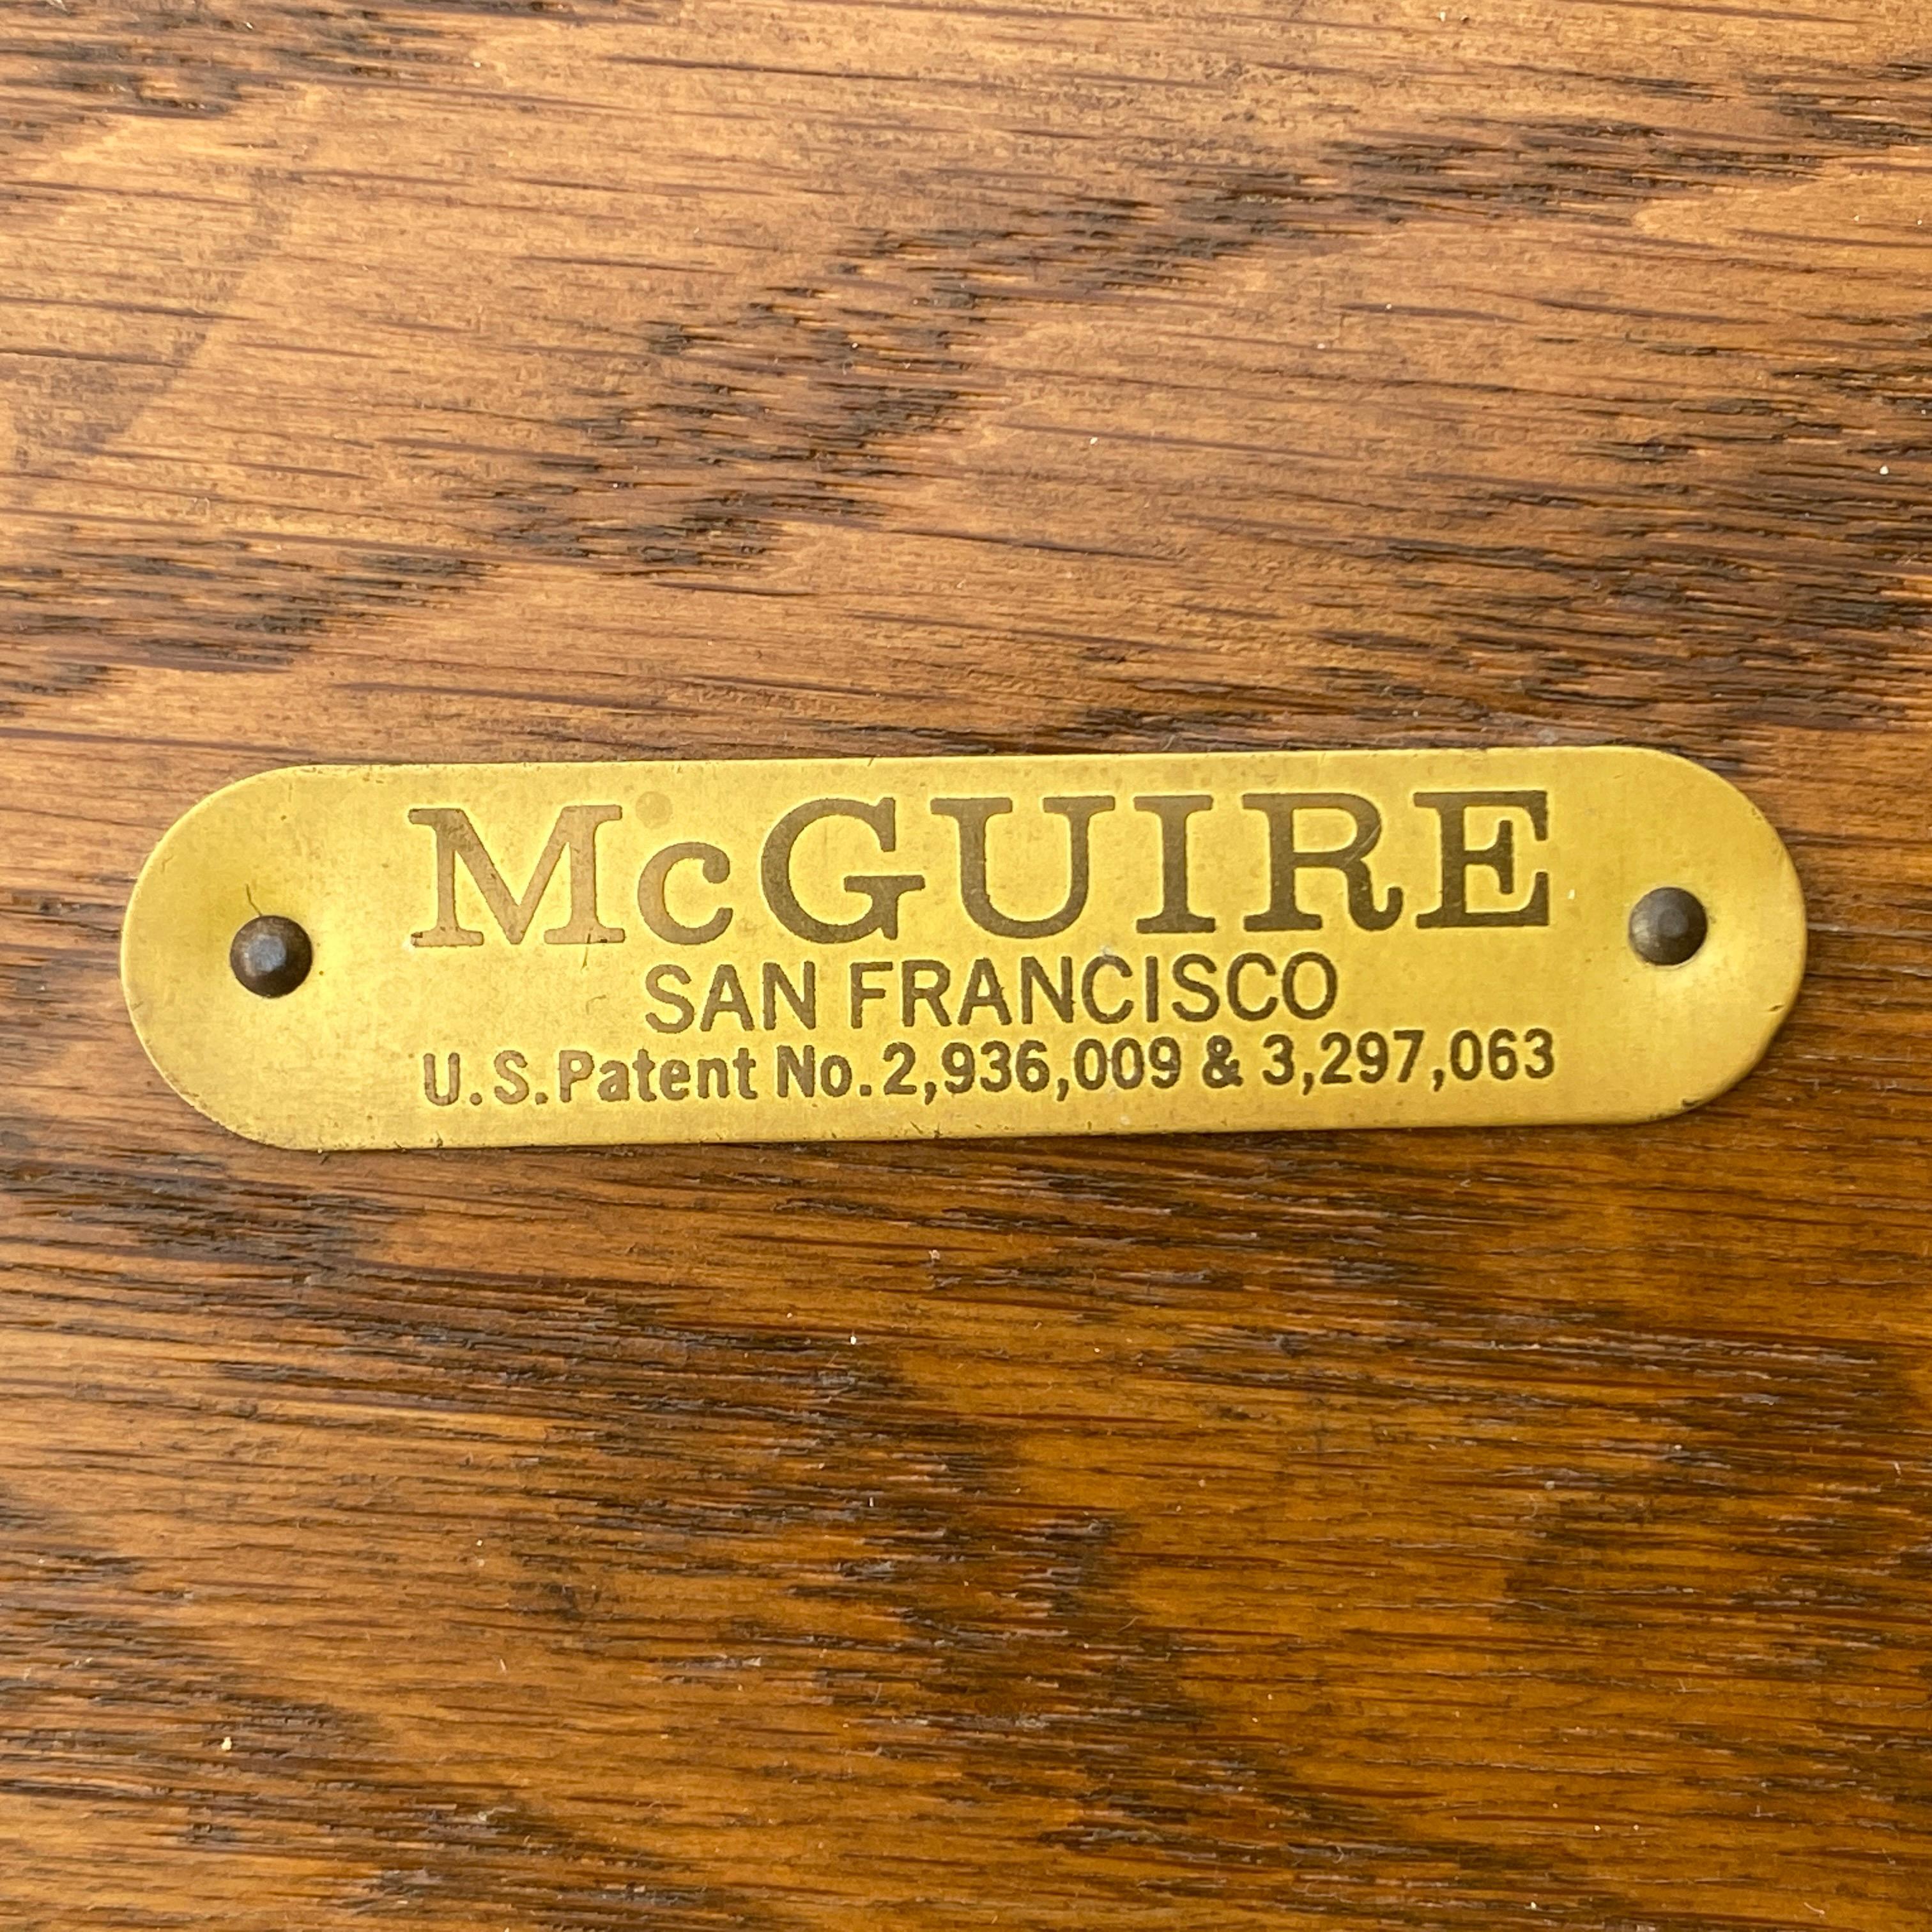 McGUIRE
SAN FRANCISCO
U.S. Patent No. 2,936,009 & 3,297,063